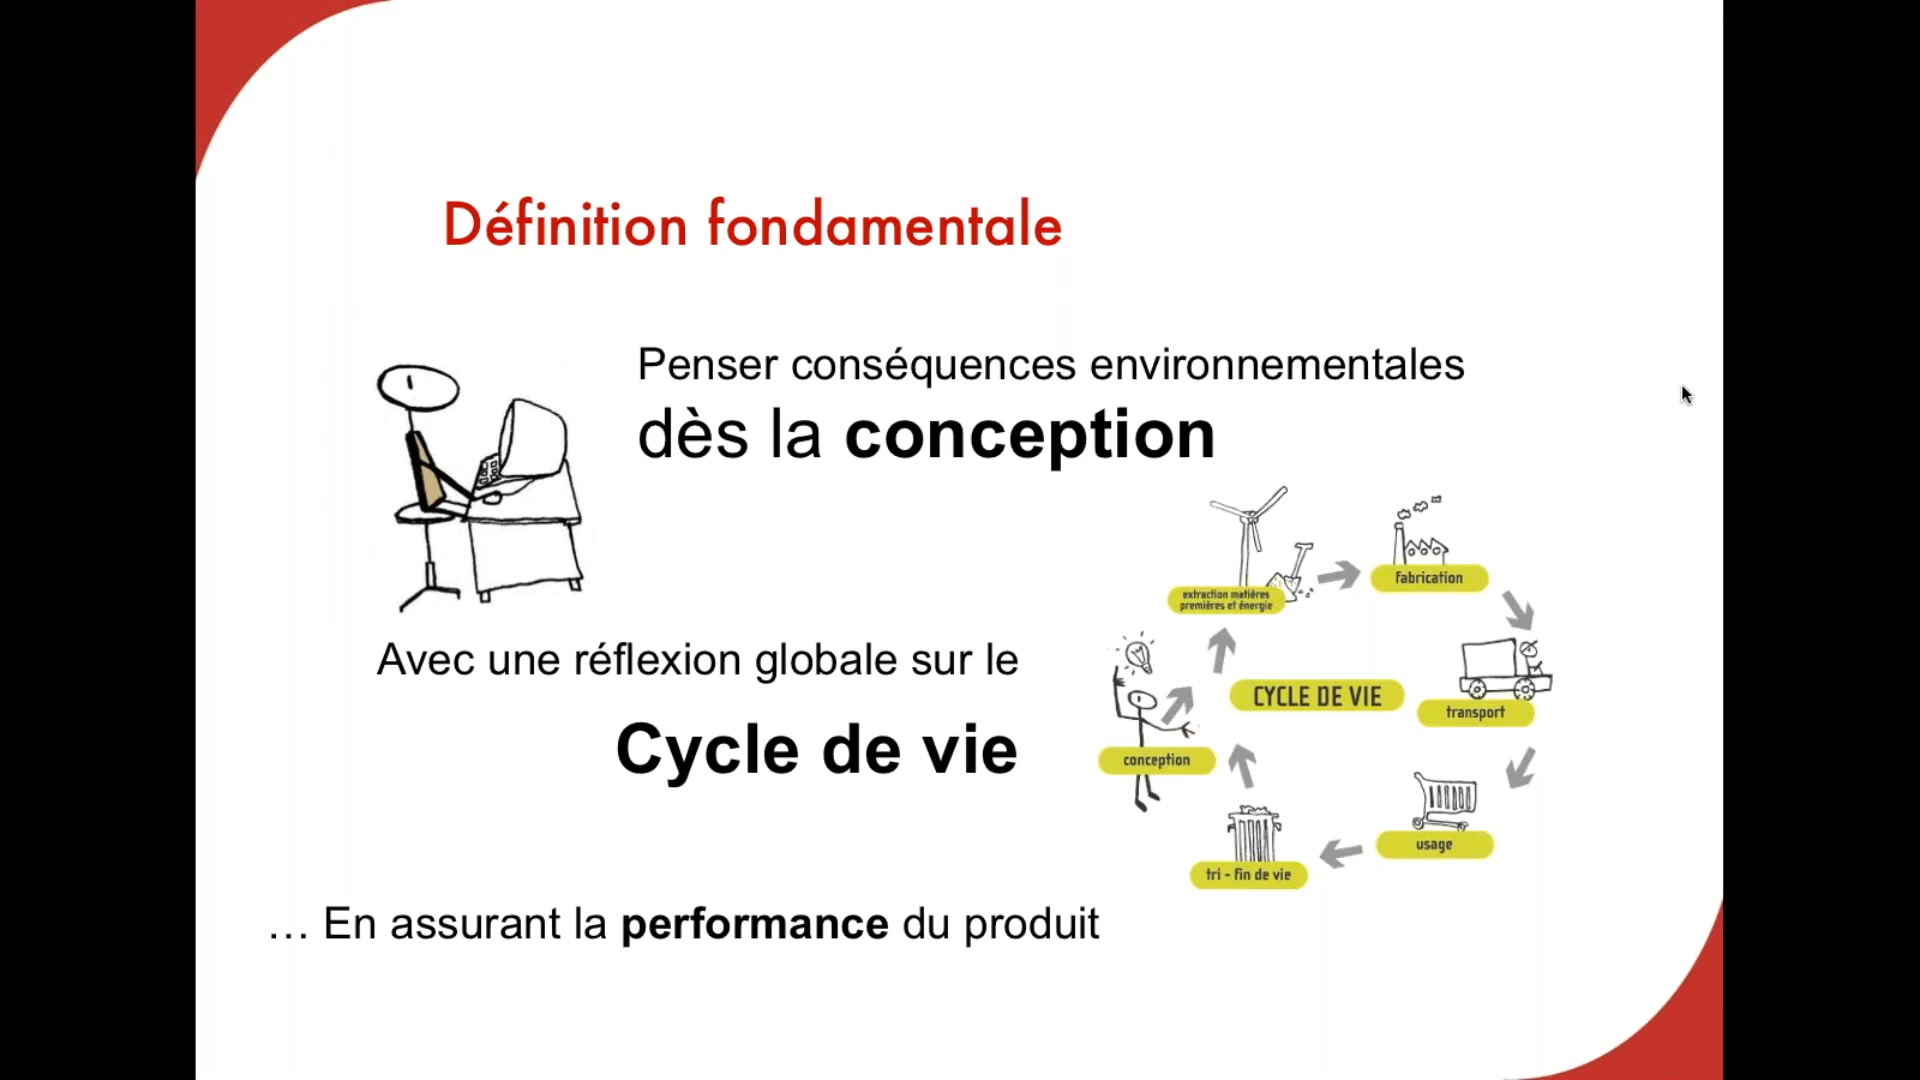 Définition fondamentale
Penser conséquences environnementales
dès la conception
extraction matières
premières et énergie
fabrication
Avec une réflexion globale sur le
CYCLE DE VIE
transport
Cycle de vie
conception
usage
tri - fin de vie
... En assurant la performance du produit